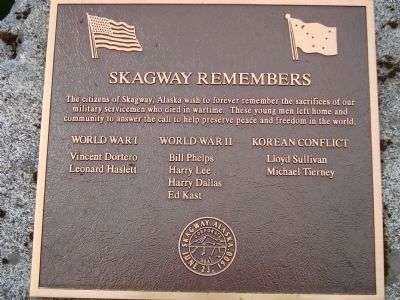 SKAGWAY REMEMBERS
The citizens of Skagway, Alaska wish to forever remember the sacrifices of our
military servicemen who died in wartime. These young men left home and
community to answer the call to help preserve peace and freedom in the world.
WORLD WAR I
Vincent Dortero
Leonard Haslett
WORLD WAR II
Bill Phelps
Harry Lee
Harry Dallas
Ed Kast
KOREAN CONFLICT
Lloyd Sullivan
Michael Tierney
SKAGWAY ALASKA
JUNE 23, 1900